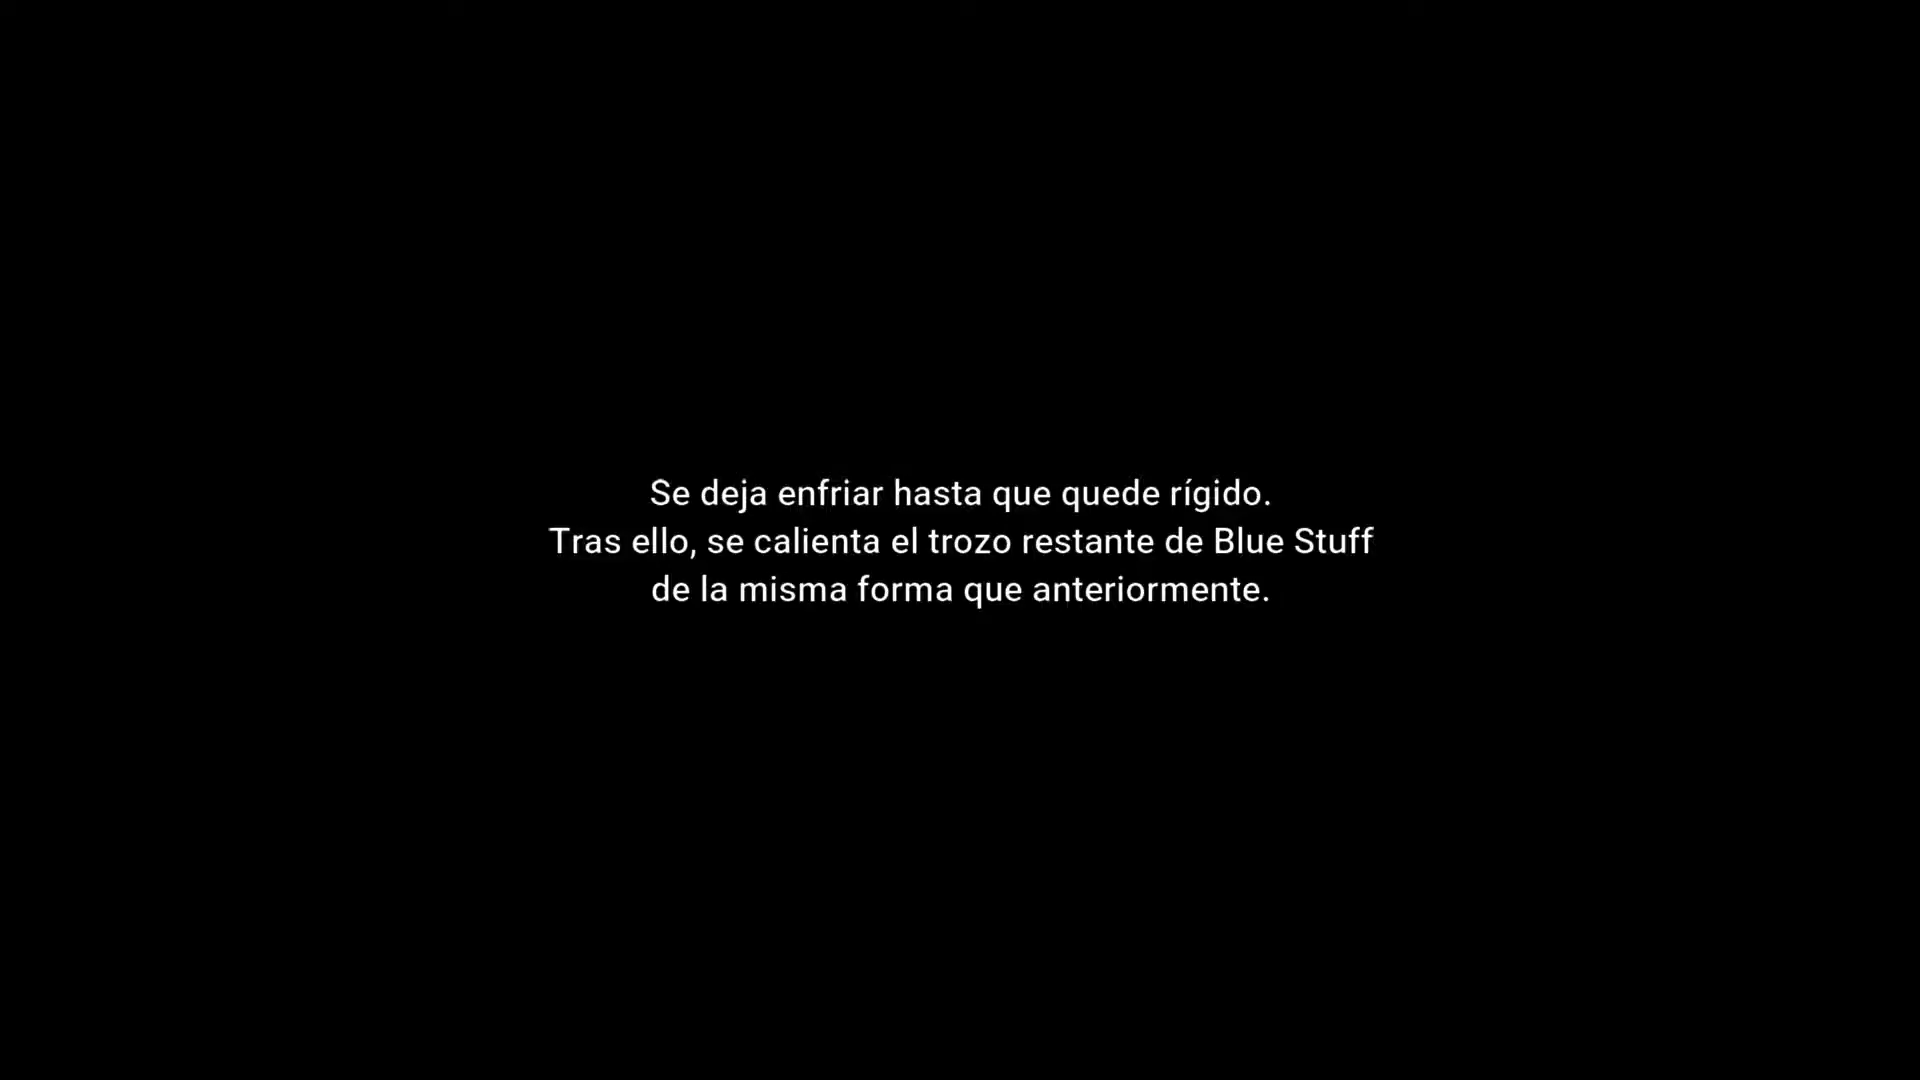 Se deja enfriar hasta que quede rígido.
Tras ello, se calienta el trozo restante de Blue Stuff
de la misma forma que anteriormente.